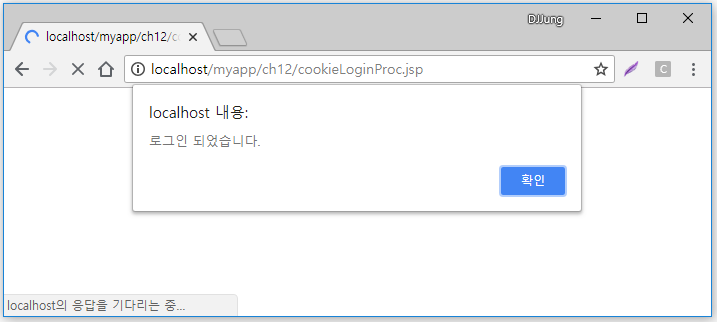 DJJung
localhost/myapp/ch12/c
localhost/myapp/ch12/cookieLoginProc.jsp
C
localhost 내용:
로그인 되었습니다.
확인
localhost의 응답을 기다리는 중...